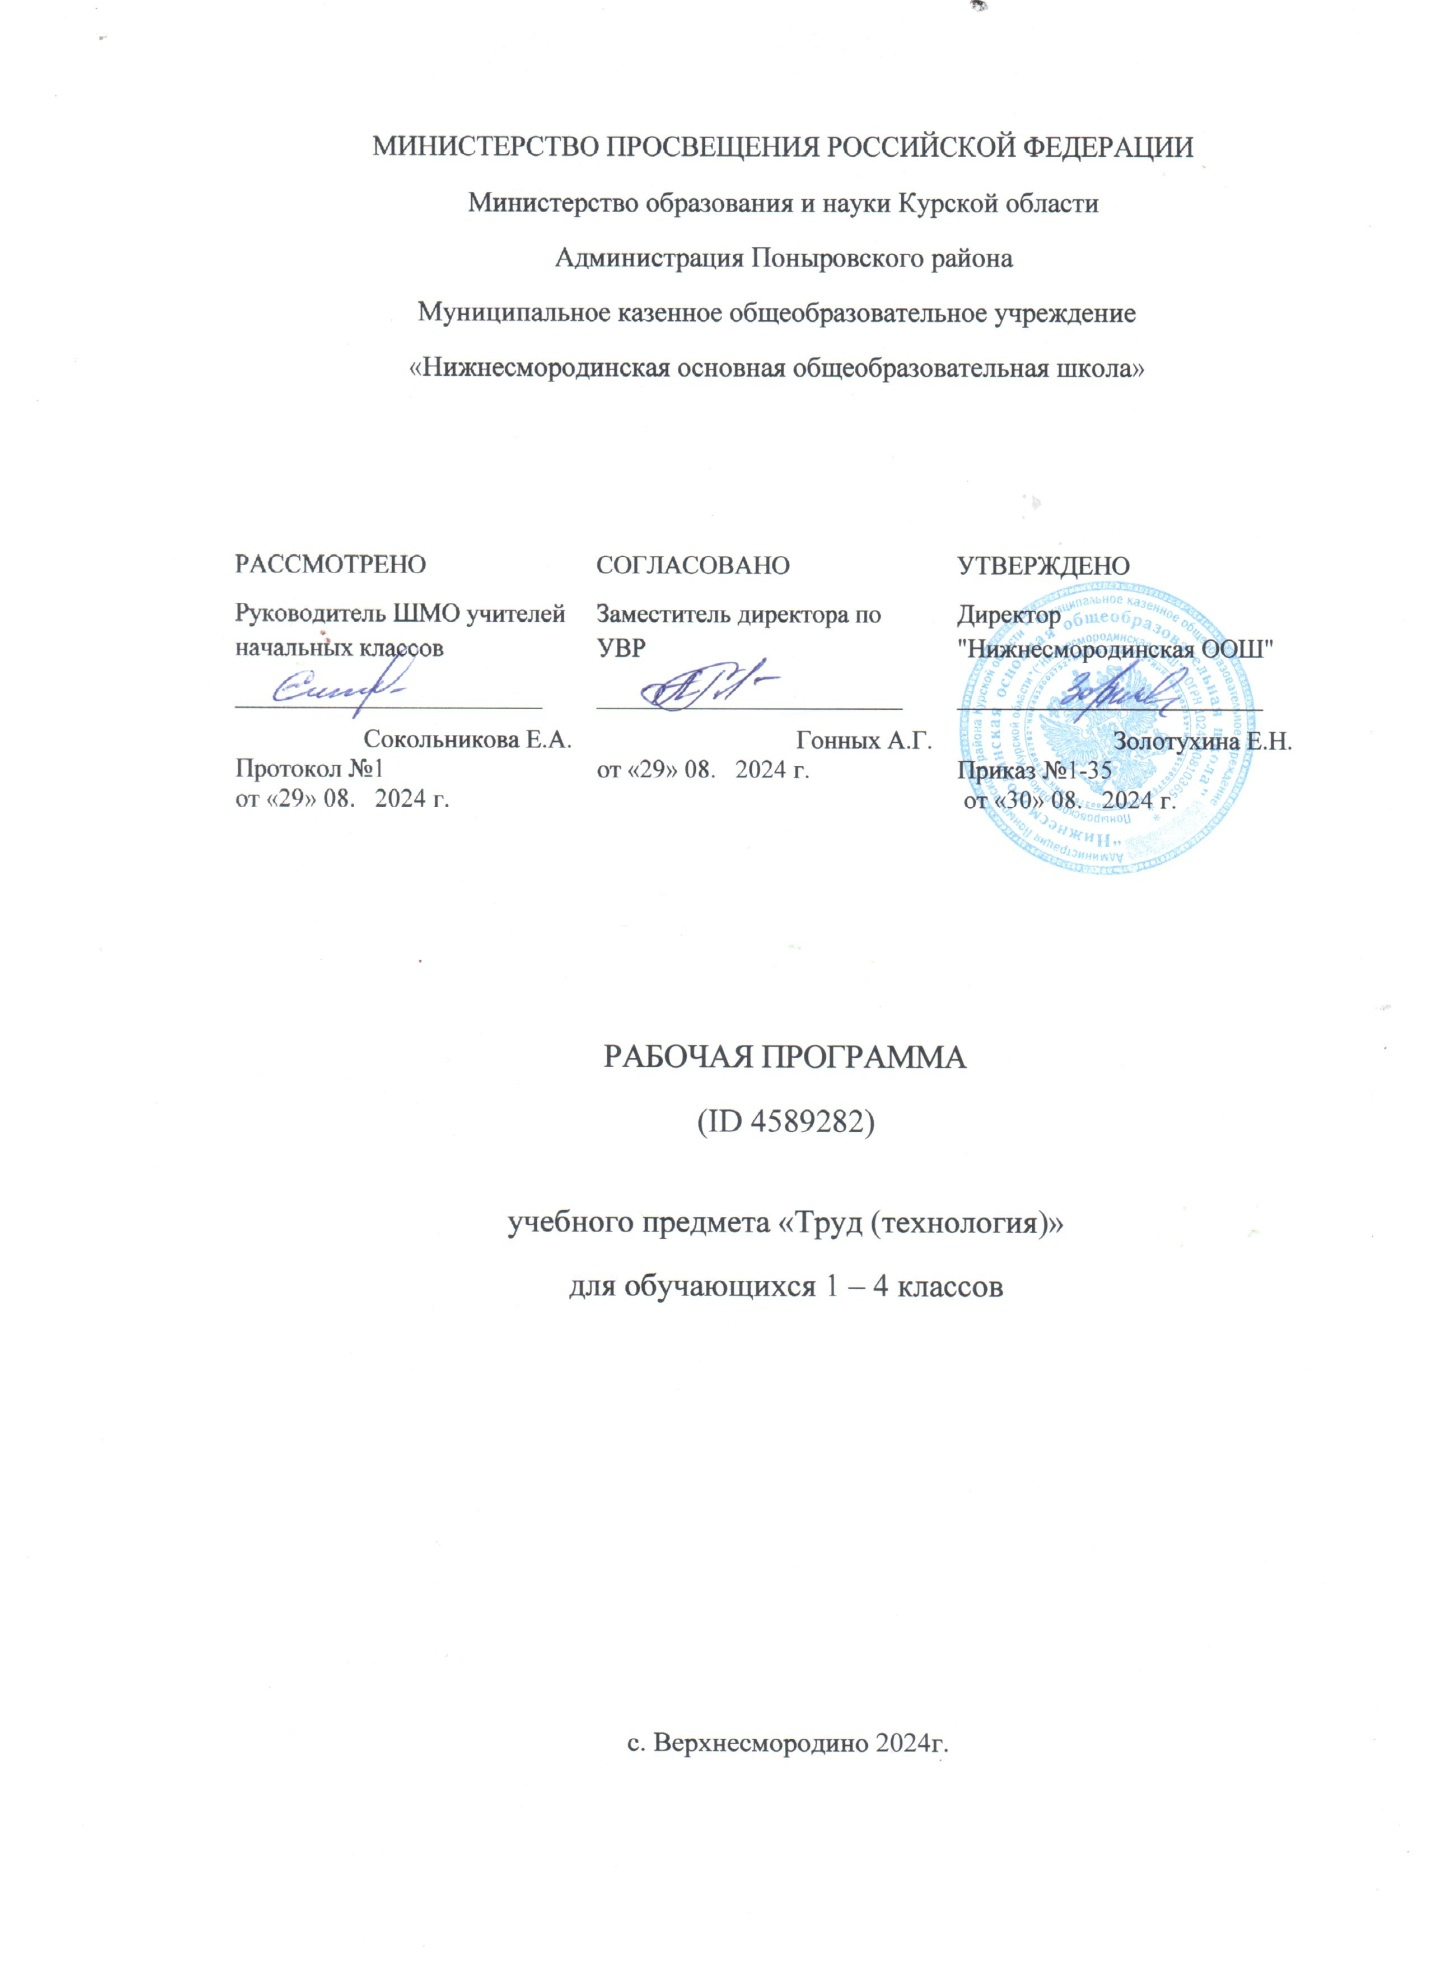 МИНИСТЕРСТВО ПРОСВЕЩЕНИЯ РОССИЙСКОЙ ФЕДЕРАЦИИ
Министерство образования и науки Курской области
Администрация Поныровского района
Муниципальное казенное общеобразовательное учреждение
«Нижнесмородинская основная общеобразовательная школа»
РАССМОТРЕНО
Руководитель ШМО учителей
начальных классов
Сокольникова Е.А.
Протокол №1
от «29» 08.   2024 г.
СОГЛАСОВАНО
Заместитель директора по
УВР
Гонных А.Г.
от «29» 08.   2024 г.
УТВЕРЖДЕНО
Директор
"Нижнесмородинская ООШ"
Золотухина Е.Н.
Приказ №1-35
от «30» 08.   2024 г.
РАБОЧАЯ ПРОГРАММА
(ID 4589282)
учебного предмета «Труд (технология)»
для обучающихся 1 – 4 классов
с. Верхнесмородино 2024г.